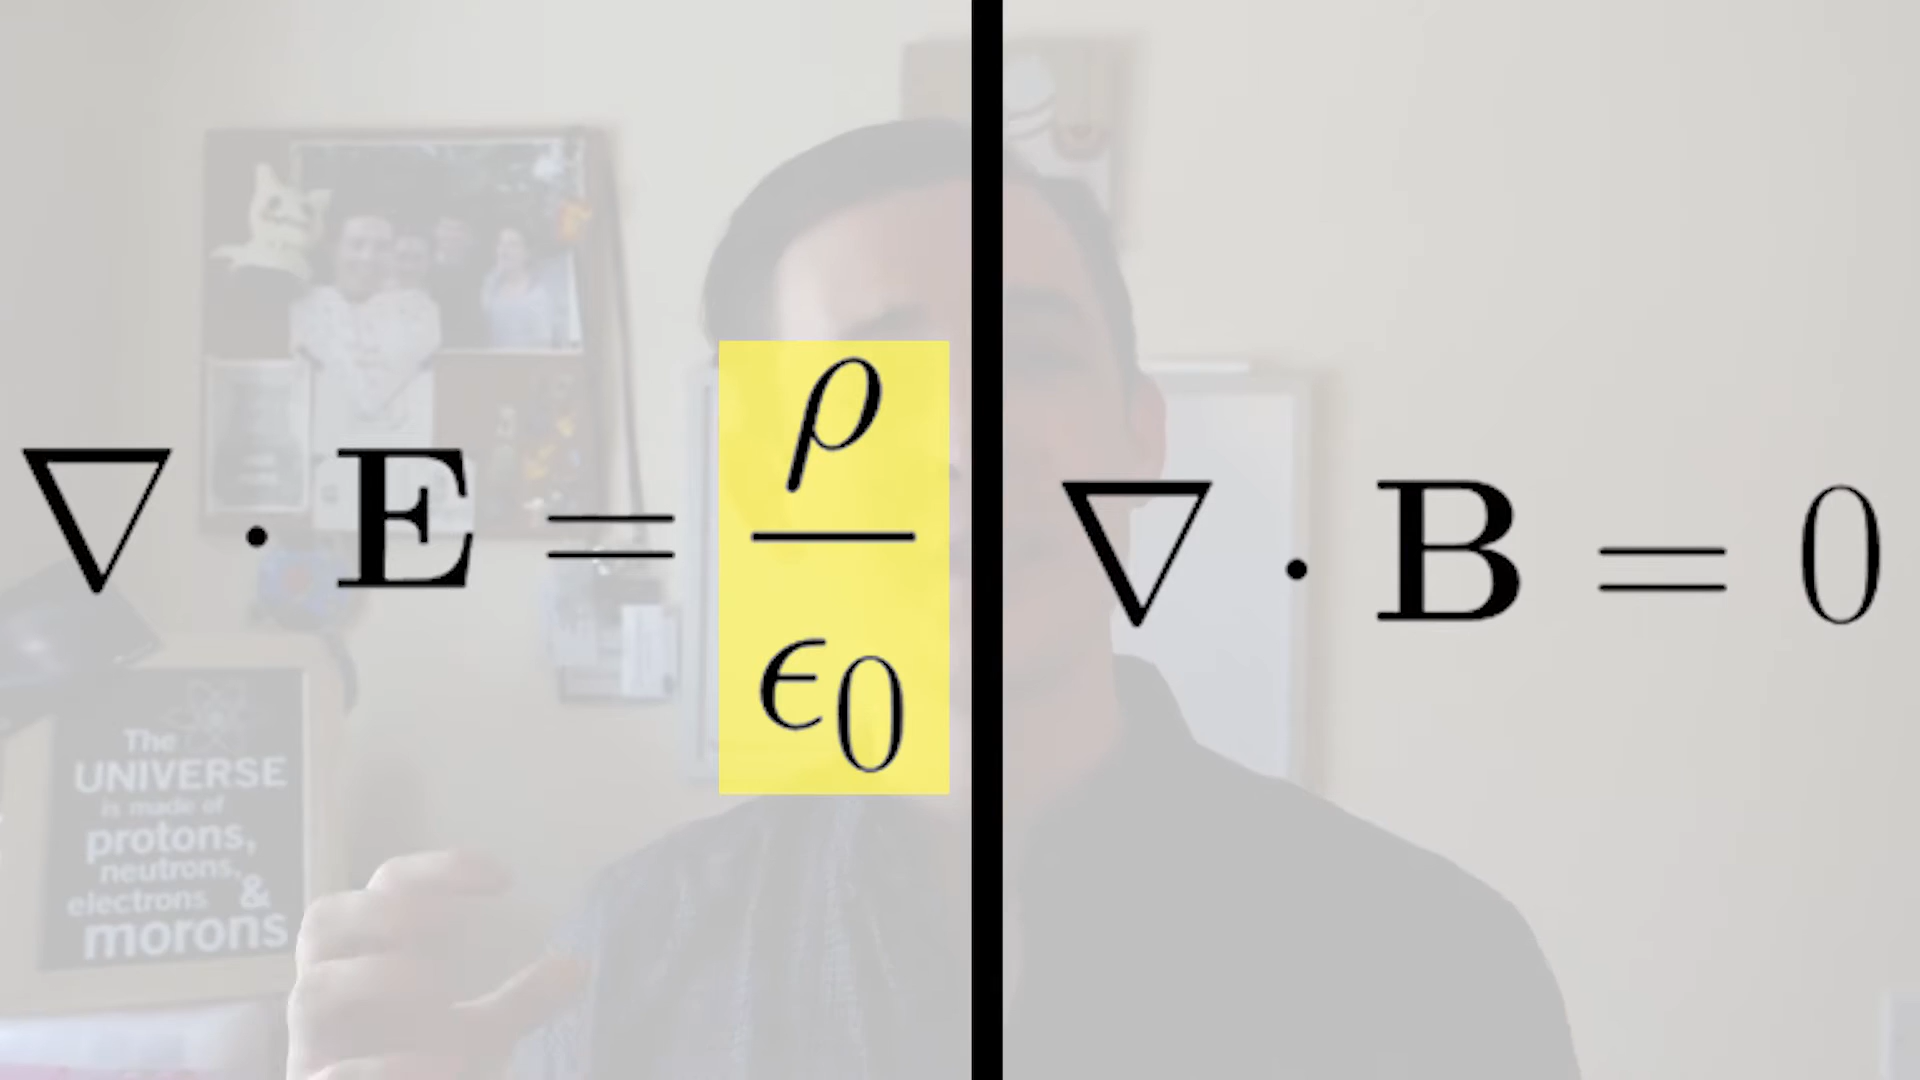 ∇ · E = ρ/ϵ₀
∇ · B = 0
The
UNIVERSE
is made of
protons,
neutrons,
electrons &
morons